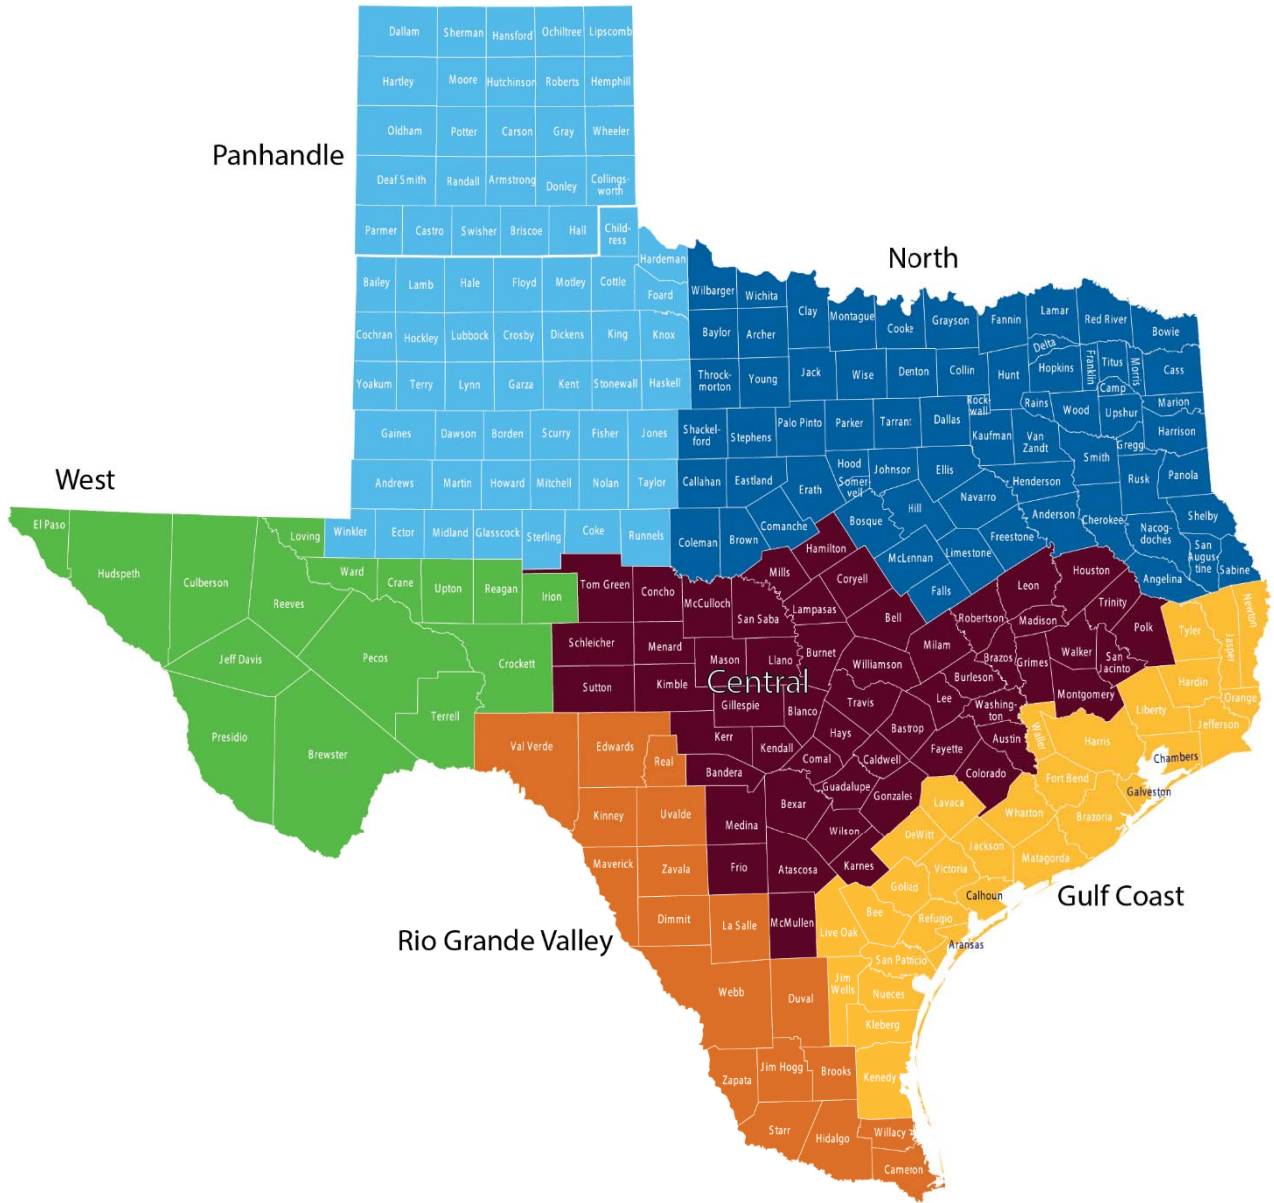 Dallam Sherman Hansford Ochiltree Lipscomb
Hartley Moore Hutchinson Roberts Hemphill
Oldham Potter Carson Gray Wheeler
Panhandle
Deaf Smith Randall Armstrong Donley Collings-
worth
Parmer Castro Swisher Briscoe Hall Child-
ress
Hardeman
North
Bailey Lamb Hale Floyd Motley Cottle Foard
Wilbarger Wichita Clay Montague Cooke Grayson Fannin Lamar Red River Bowie
Cochran Hockley Lubbock Crosby Dickens King Knox Baylor Archer
Delta
Yoakum Terry Lynn Garza Kent Stonewall Haskell
Throck-
morton Young Jack Wise Denton Collin Hunt Hopkins Franklin Titus Morris Cass
Camp
Rock-
wall Rains Wood Upshur Marion
Gaines Dawson Borden Scurry Fisher Jones
Shackel-
ford Stephens Palo Pinto Parker Tarrant Dallas Kaufman Van
Zandt Smith Gregg Harrison
West
Andrews Martin Howard Mitchell Nolan Taylor Callahan Eastland Erath Hood
Somer-
vell Johnson Ellis Henderson Rusk Panola
El Paso Loving Winkler Ector Midland Glasscock Sterling Coke Runnels Coleman Brown Comanche Bosque Hill Navarro Anderson Cherokee Nacog-
doches Shelby
San
Augus-
tine Sabine
Hudspeth Culberson Reeves Ward Crane Upton Reagan Irion Tom Green Concho McCulloch San Saba Mills Hamilton Coryell McLennan Limestone Freestone Falls Leon Houston Angelina
Lampasas Bell Robertson Madison Trinity Polk Tyler Jasper Newton
Jeff Davis Pecos Crockett Schleicher Menard Mason Llano Burnet Williamson Milam Brazos Grimes Walker San
Jacinto Hardin
Central
Terrell Sutton Kimble Gillespie Blanco Travis Lee Burleson Washing-
ton Montgomery Liberty Orange
Presidio Brewster Val Verde Edwards Real Kerr Kendall Hays Bastrop Fayette Austin Waller Harris Jefferson
Bandera Comal Caldwell Colorado Chambers
Kinney Uvalde Medina Bexar Guadalupe Gonzales Lavaca Fort Bend Galveston
Wilson DeWitt Wharton Brazoria
Maverick Zavala Frio Atascosa Karnes Jackson Matagorda
Victoria
Goliad Calhoun
Gulf Coast
Dimmit La Salle McMullen Live Oak Bee Refugio
Rio Grande Valley
Aransas
San Patricio
Webb Duval Jim
Wells Nueces
Kleberg
Zapata Jim Hogg Brooks Kenedy
Starr Hidalgo Willacy
Cameron